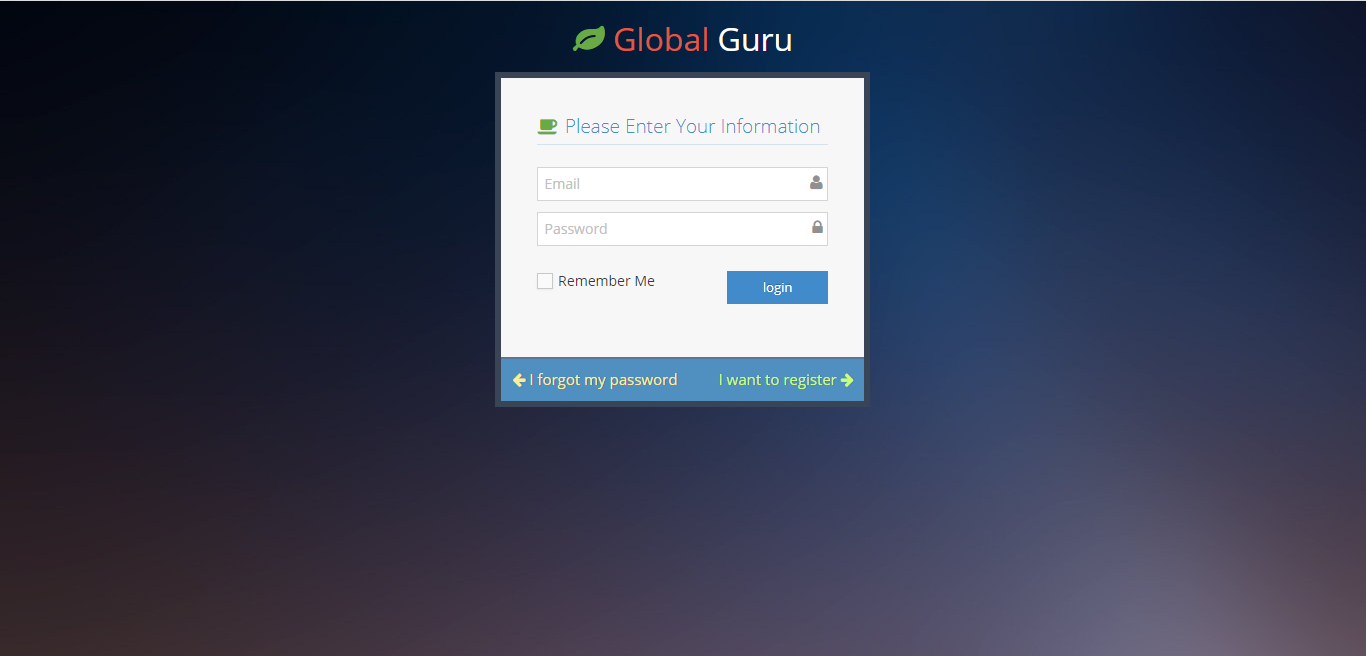 Global Guru
Please Enter Your Information
Email
Password
Remember Me
login
I forgot my password
I want to register